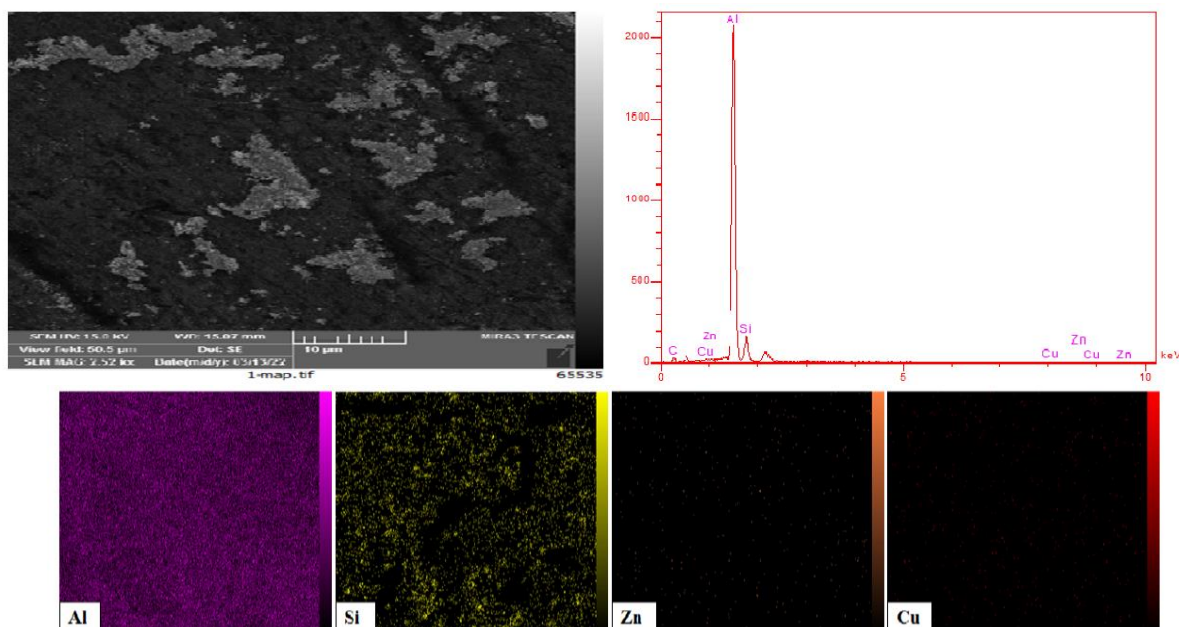 SEM HV: 15.0 kV WD: 15.07 mm MIRA3 TESCAN
View field: 50.5 µm Det: SE 10 µm
SEM MAG: 2.52 kx Date(m/d/y): 03/13/22
1-map.tif 65535
Al
2000
1500
1000
500
0
C
Cu
Zn
Si
Cu
Zn
Cu
Zn
keV
0
5
10
Al
Si
Zn
Cu